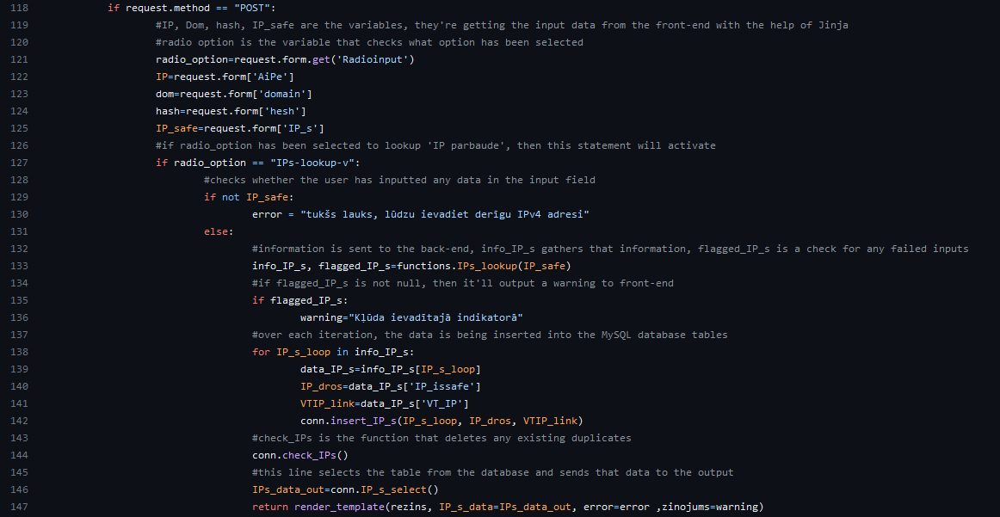 118 if request.method == "POST":
119 #IP, Dom, hash, IP_safe are the variables, they're getting the input data from the front-end with the help of Jinja
120 #radio option is the variable that checks what option has been selected
121 radio_option=request.form.get('Radioinput')
122 IP=request.form['AiPe']
123 dom=request.form['domain']
124 hash=request.form['hesh']
125 IP_safe=request.form['IP_s']
126 #if radio_option has been selected to lookup 'IP parbaude', then this statement will activate
127 if radio_option == "IPs-lookup-v":
128 #checks whether the user has inputted any data in the input field
129 if not IP_safe:
130 error = "tukšs lauks, lūdzu ievadiet derīgu IPv4 adresi"
131 else:
132 #information is sent to the back-end, info_IP_s gathers that information, flagged_IP_s is a check for any failed inputs
133 info_IP_s, flagged_IP_s=functions.IPs_lookup(IP_safe)
134 #if flagged_IP_s is not null, then it'll output a warning to front-end
135 if flagged_IP_s:
136 warning="Kļūda ievadītajā indikatorā"
137 #over each iteration, the data is being inserted into the MySQL database tables
138 for IP_s_loop in info_IP_s:
139 data_IP_s=info_IP_s[IP_s_loop]
140 IP_dros=data_IP_s['IP_issafe']
141 VTIP_link=data_IP_s['VT_IP']
142 conn.insert_IP_s(IP_s_loop, IP_dros, VTIP_link)
143 #check_IPs is the function that deletes any existing duplicates
144 conn.check_IPs()
145 #this line selects the table from the database and sends that data to the output
146 IPs_data_out=conn.IP_s_select()
147 return render_template(rezins, IP_s_data=IPs_data_out, error=error ,zinojums=warning)